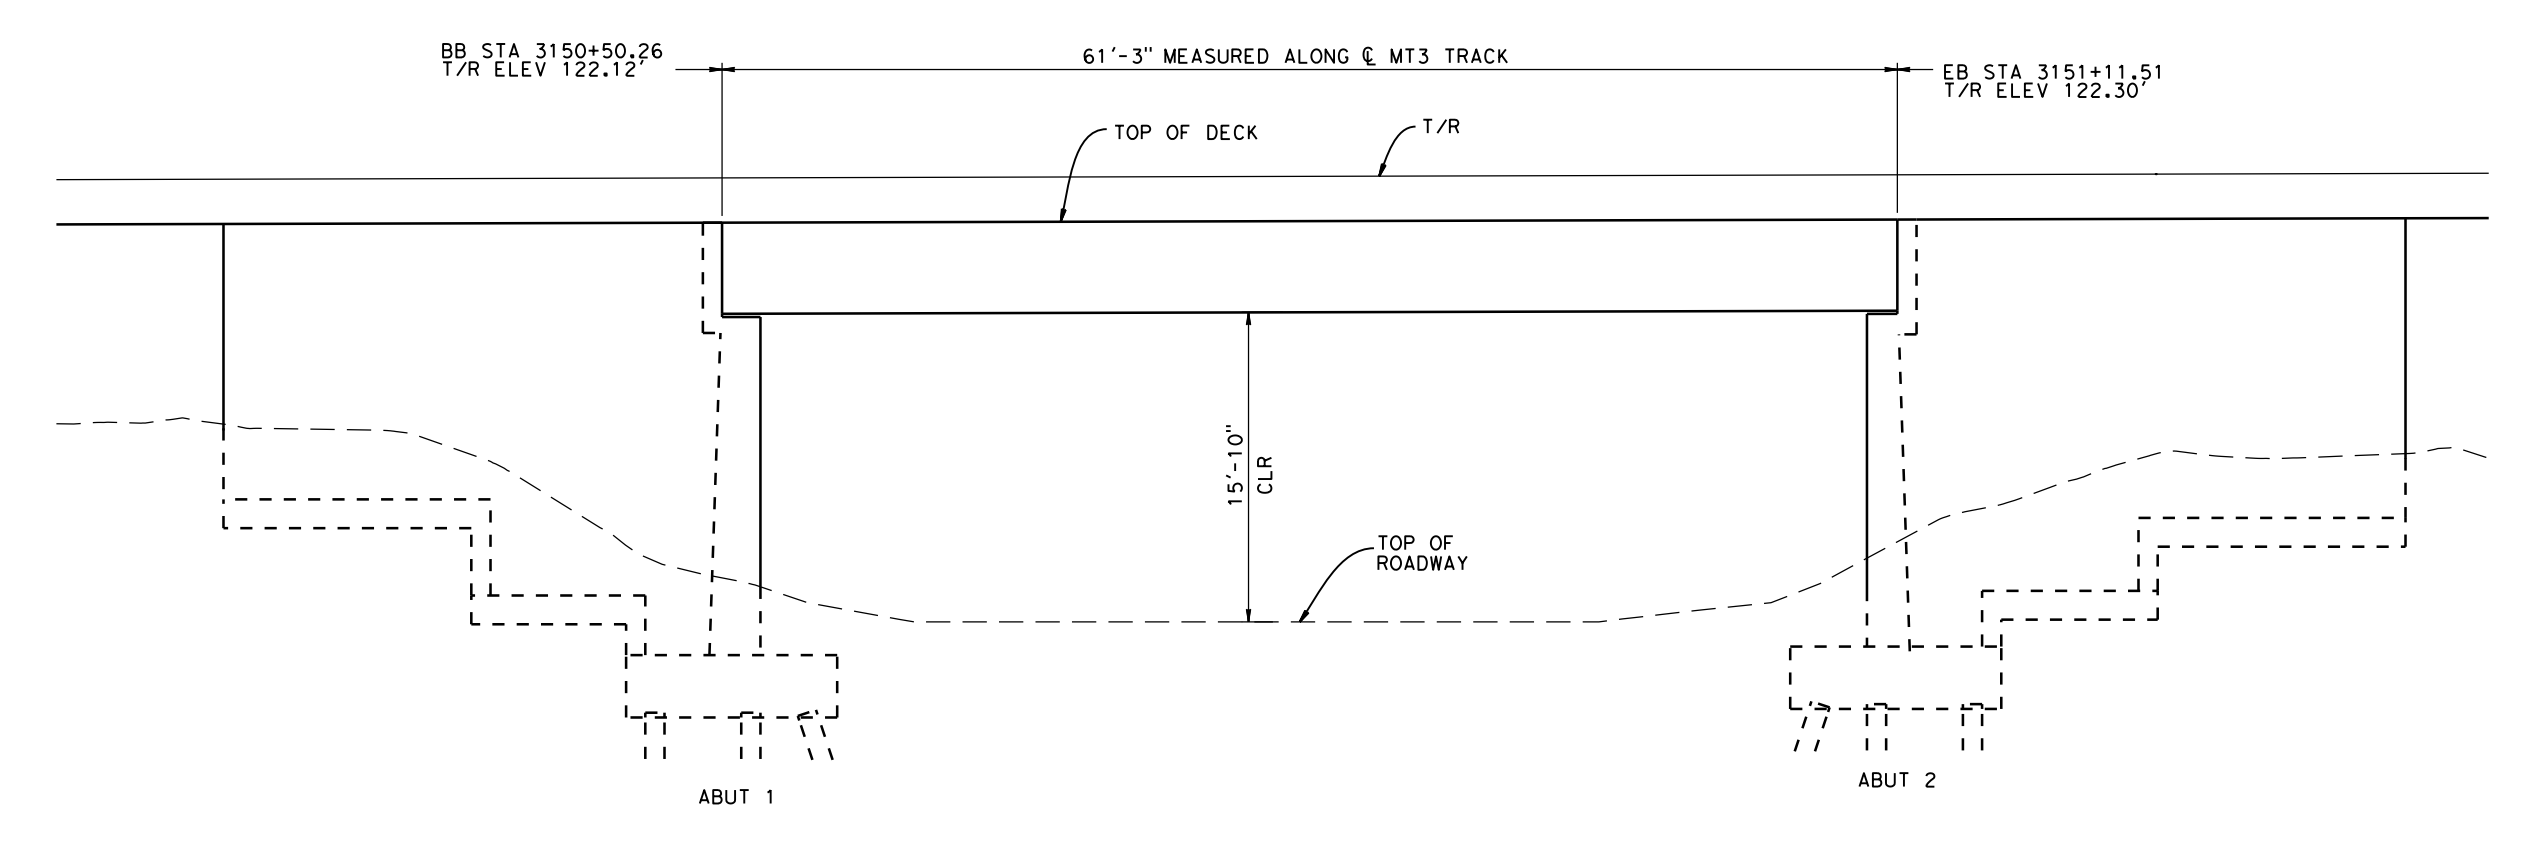 BB STA 3150+50.26
T/R ELEV 122.12'
61'-3" MEASURED ALONG ℄ MT3 TRACK
EB STA 3151+11.51
T/R ELEV 122.30'
TOP OF DECK
T/R
15'-10"
CLR
TOP OF
ROADWAY
ABUT 1
ABUT 2